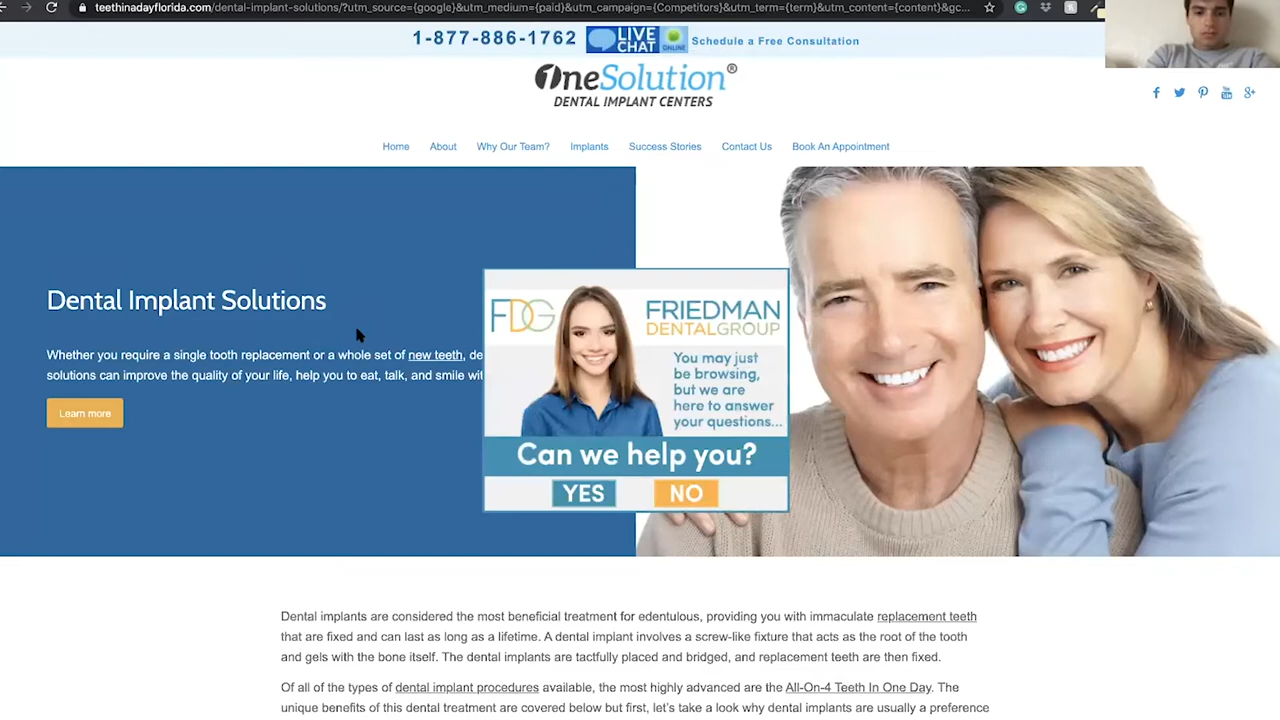 teethinadayflorida.com/dental-implant-solutions/?utm_source={google}&utm_medium={paid}&utm_campaign={Competitors}&utm_term={term}&utm_content={content}&gc...
1-877-886-1762 LIVE CHAT ONLINE Schedule a Free Consultation
OneSolution®
DENTAL IMPLANT CENTERS
Home About Why Our Team? Implants Success Stories Contact Us Book An Appointment
Dental Implant Solutions
Whether you require a single tooth replacement or a whole set of new teeth, de
solutions can improve the quality of your life, help you to eat, talk, and smile wit
Learn more
FDG FRIEDMAN
DENTALGROUP
You may just
be browsing,
but we are
here to answer
your questions...
Can we help you?
YES NO
Dental implants are considered the most beneficial treatment for edentulous, providing you with immaculate replacement teeth
that are fixed and can last as long as a lifetime. A dental implant involves a screw-like fixture that acts as the root of the tooth
and gels with the bone itself. The dental implants are tactfully placed and bridged, and replacement teeth are then fixed.
Of all of the types of dental implant procedures available, the most highly advanced are the All-On-4 Teeth In One Day. The
unique benefits of this dental treatment are covered below but first, let's take a look why dental implants are usually a preference